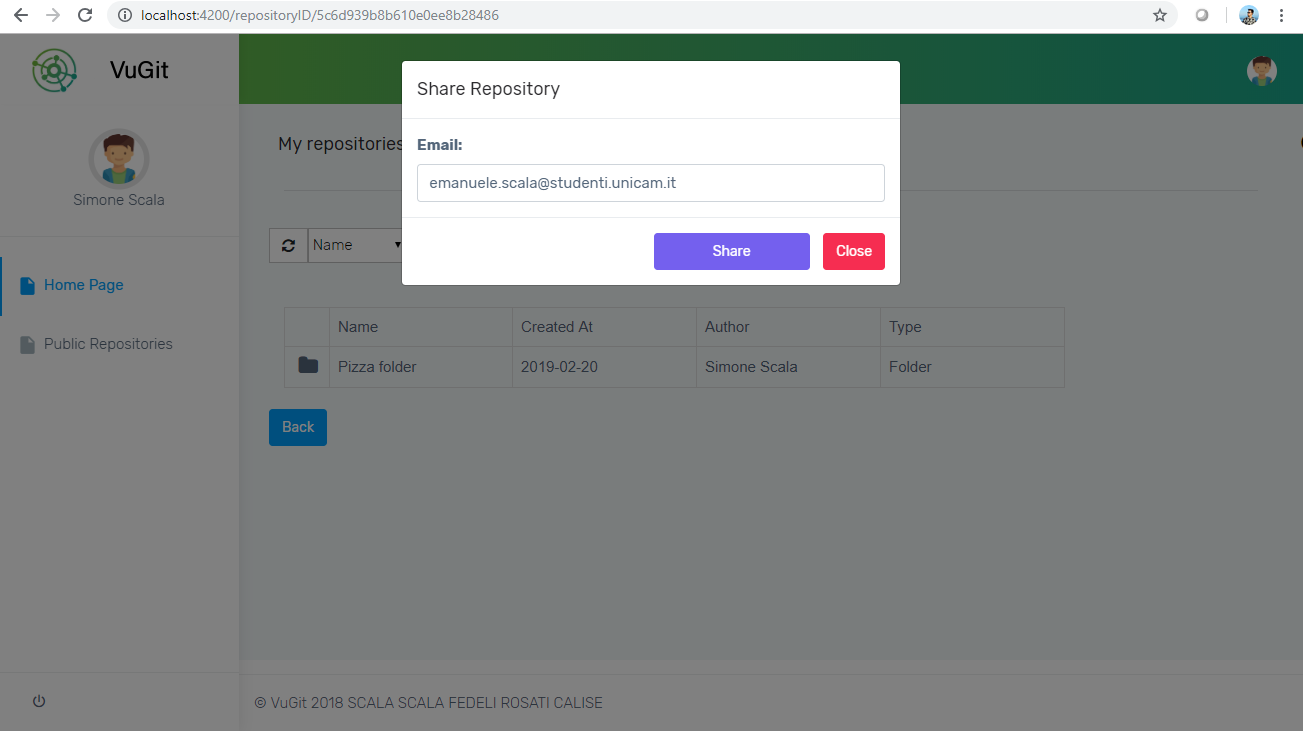 localhost:4200/repositoryID/5c6d939b8b610e0ee8b28486
VuGit
Simone Scala
Home Page
Public Repositories
Share Repository
Email:
emanuele.scala@studenti.unicam.it
Share Close
My repositories
Name
Name Created At Author Type
Pizza folder 2019-02-20 Simone Scala Folder
Back
© VuGit 2018 SCALA SCALA FEDELI ROSATI CALISE